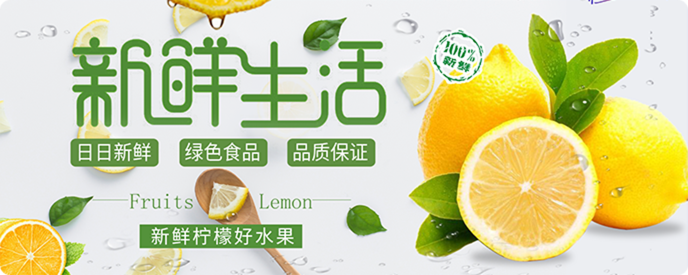 新鲜生活
100%
新鲜
日日新鲜 绿色食品 品质保证
Fruits Lemon
新鲜柠檬好水果